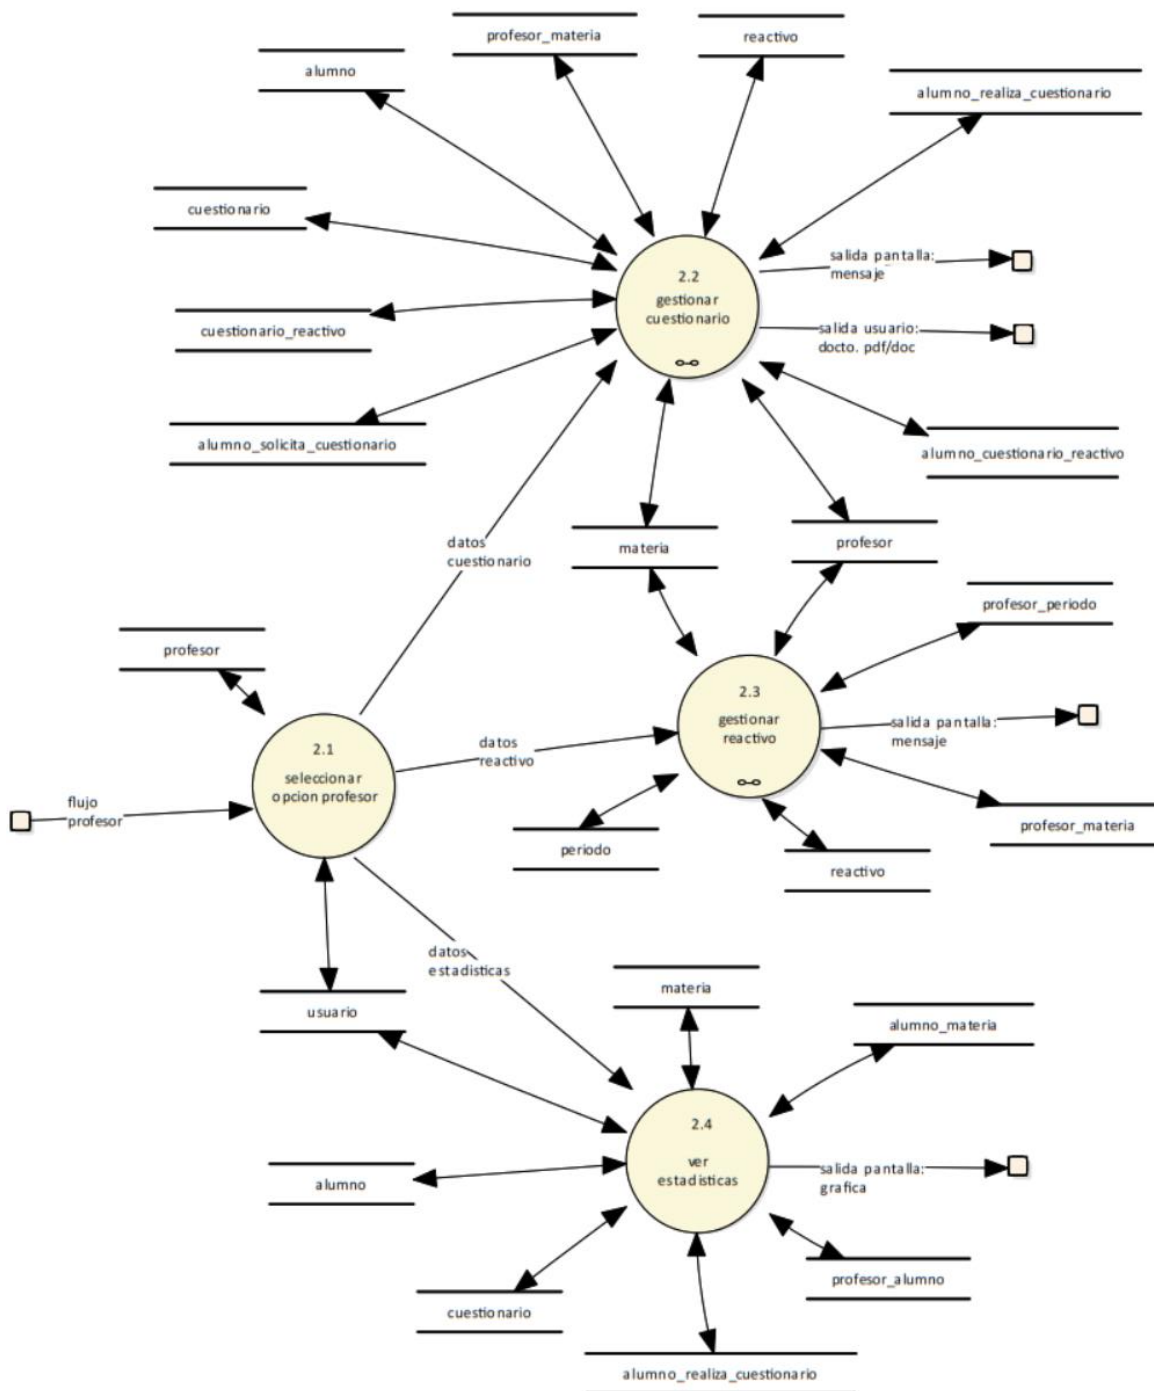 profesor_materia
reactivo
alumno
alumno_realiza_cuestionario
cuestionario
2.2
gestionar
cuestionario
salida pantalla:
mensaje
cuestionario_reactivo
salida usuario:
docto. pdf/doc
alumno_solicita_cuestionario
alumno_cuestionario_reactivo
datos
cuestionario
materia
profesor
profesor_periodo
profesor
2.3
gestionar
reactivo
salida pantalla:
mensaje
2.1
seleccionar
opcion profesor
datos
reactivo
flujo
profesor
profesor_materia
periodo
reactivo
datos
estadisticas
materia
usuario
alumno_materia
2.4
ver
estadisticas
alumno
salida pantalla:
grafica
profesor_alumno
cuestionario
alumno_realiza_cuestionario